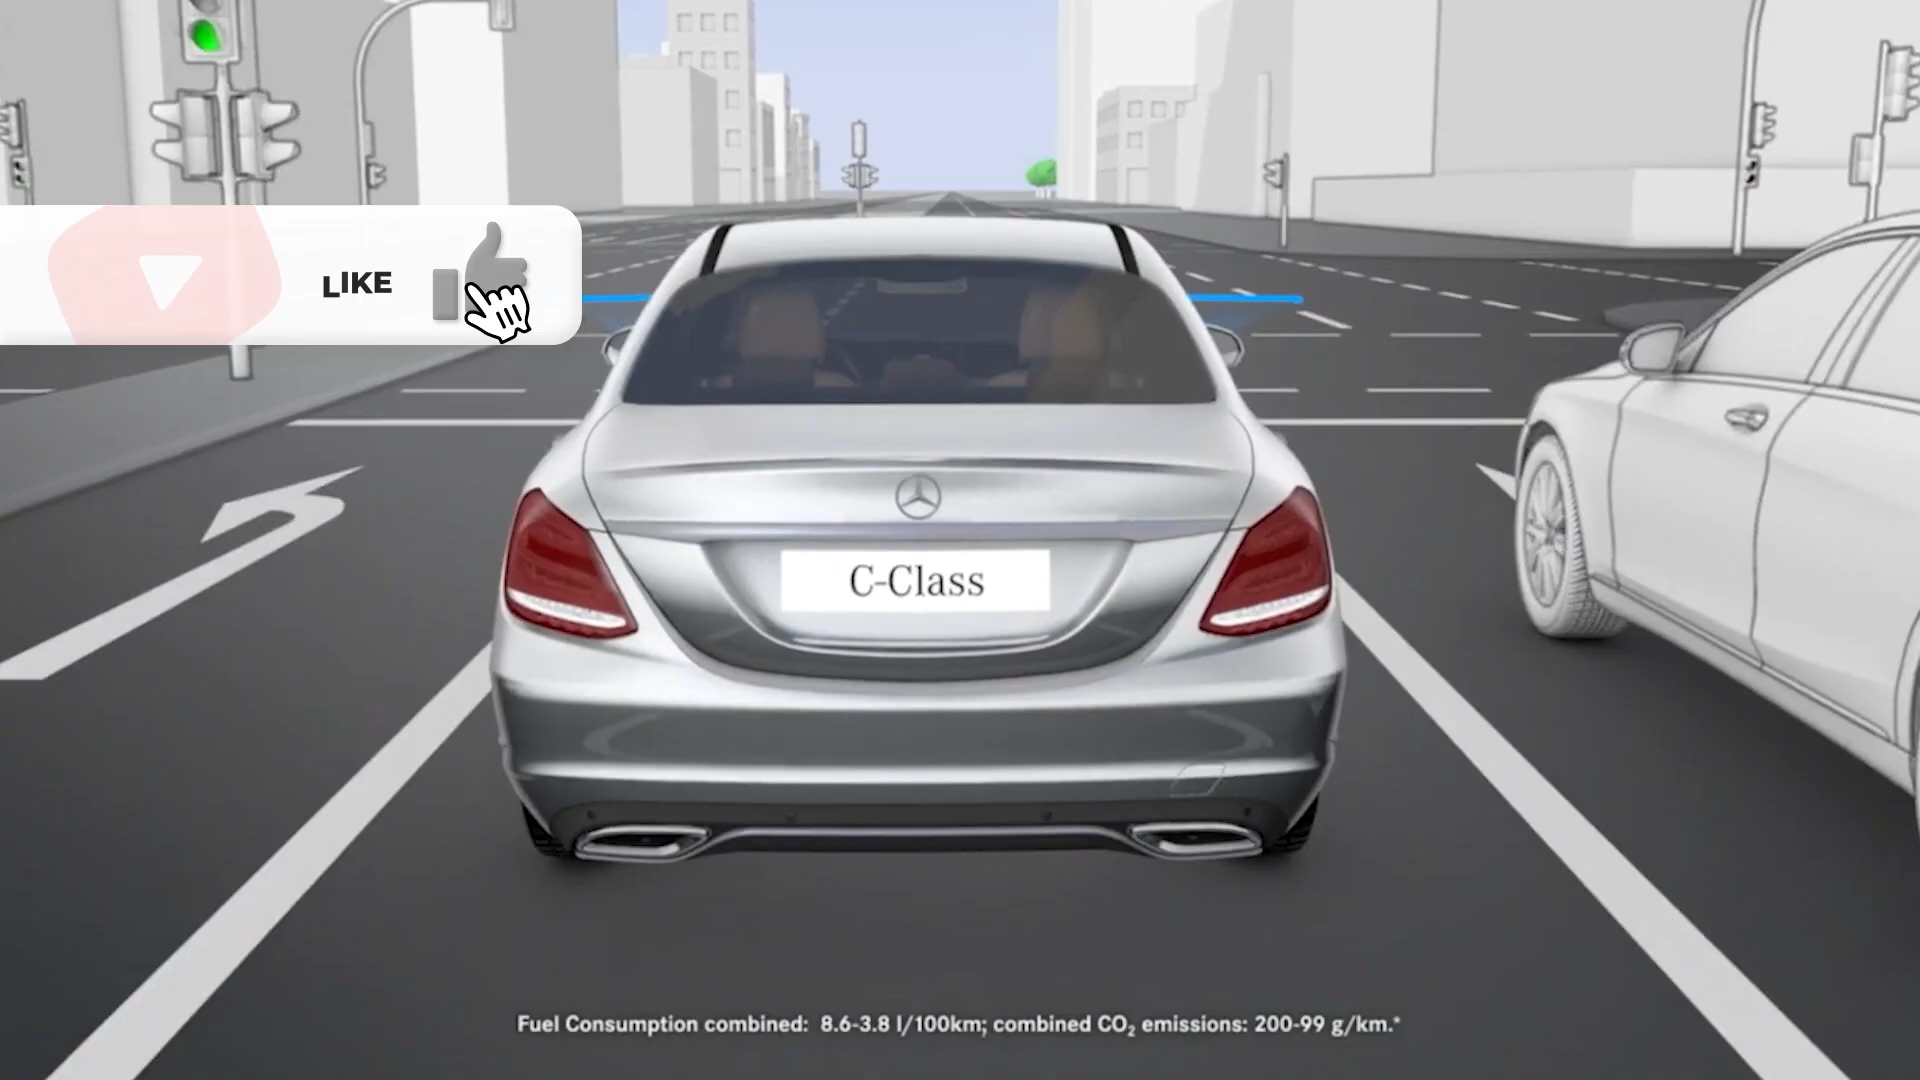 LIKE
C-Class
Fuel Consumption combined: 8.6-3.8 l/100km; combined CO₂ emissions: 200-99 g/km.*